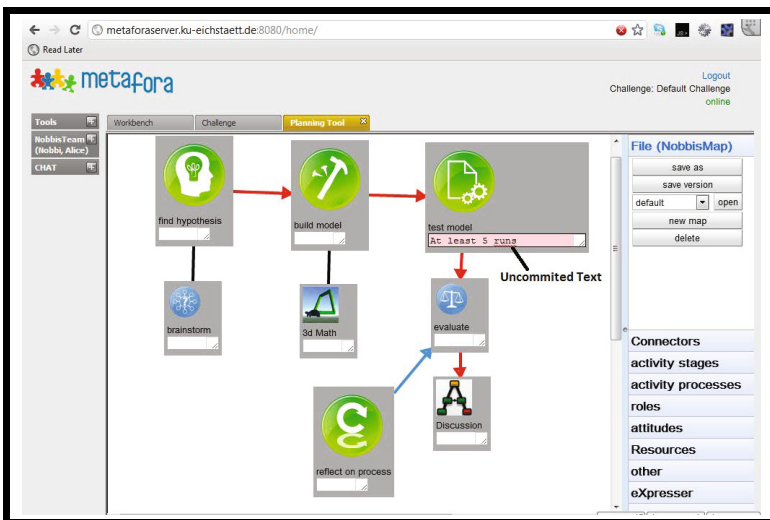 metaforaserver.ku-eichstaett.de:8080/home/
Read Later
metafora
Logout
Challenge: Default Challenge
online
Tools
NobbisTeam
(Nobbi, Alice)
CHAT
Workbench
Challenge
Planning Tool
find hypothesis
build model
test model
At least 5 runs
Uncommited Text
brainstorm
3d Math
evaluate
reflect on process
Discussion
File (NobbisMap)
save as
save version
default
open
new map
delete
Connectors
activity stages
activity processes
roles
attitudes
Resources
other
eXpresser